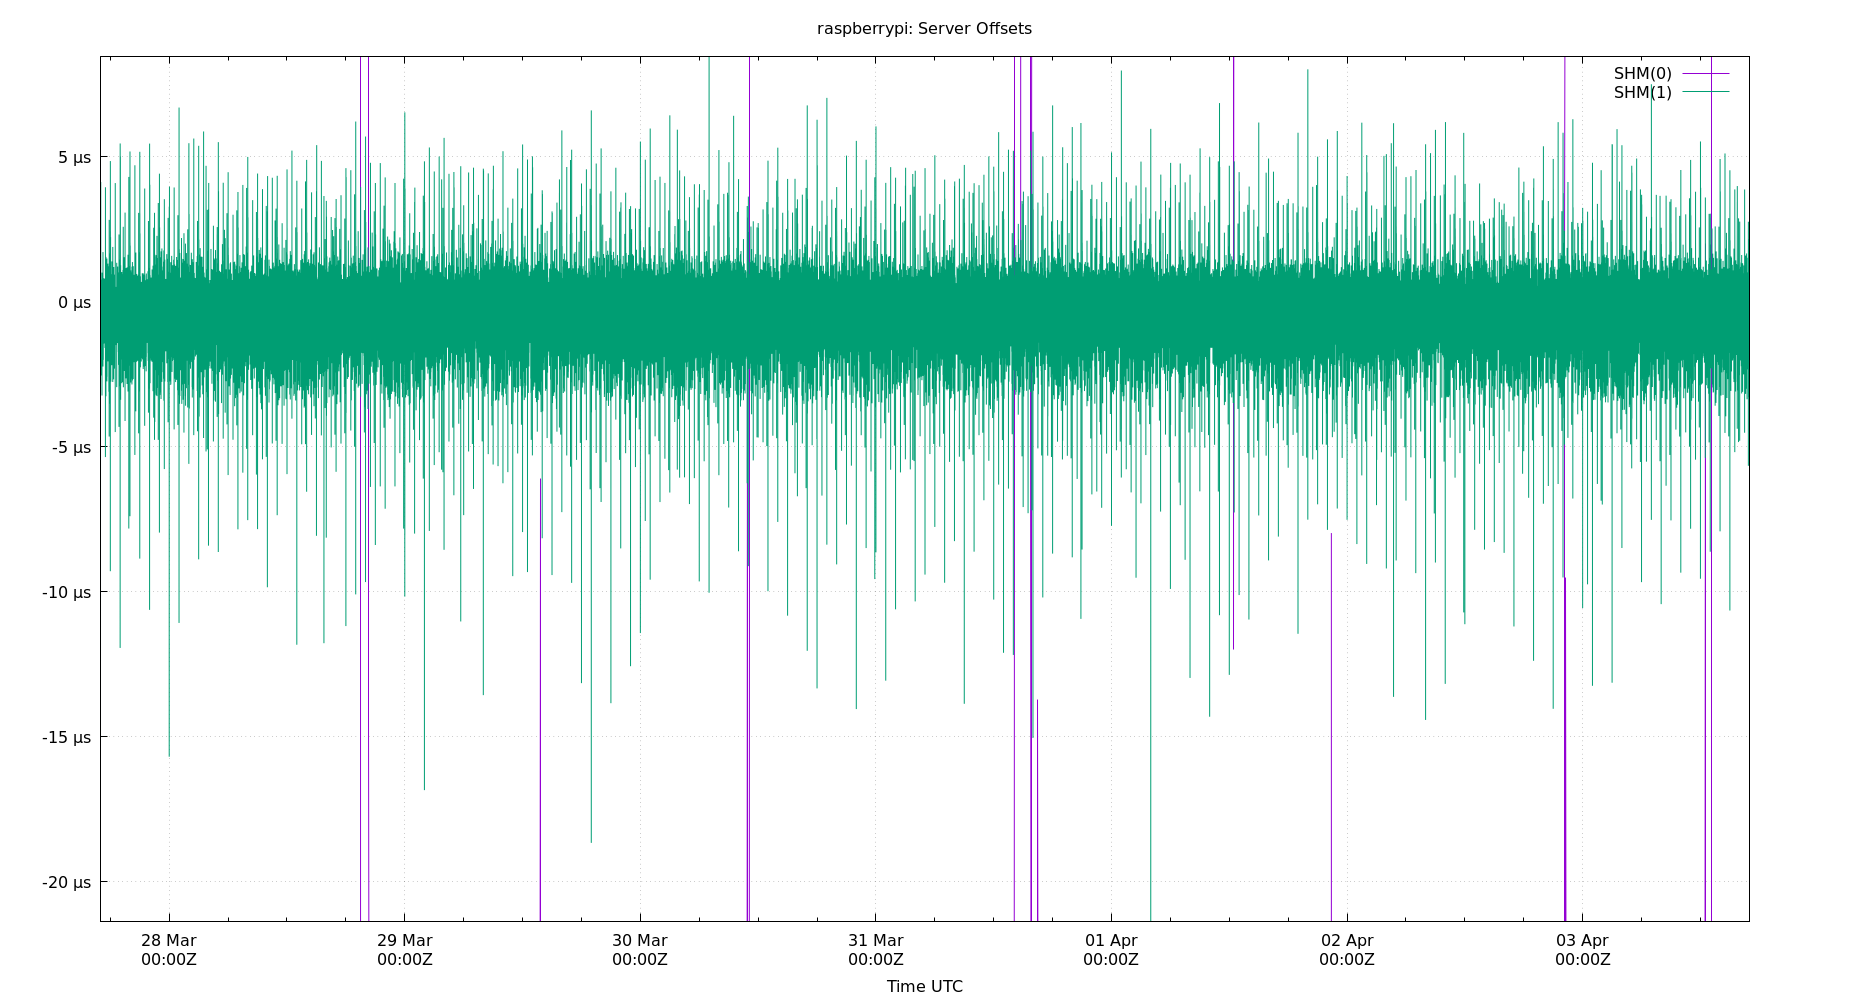 raspberrypi: Server Offsets
SHM(0)
SHM(1)
5 µs
0 µs
-5 µs
-10 µs
-15 µs
-20 µs
28 Mar 29 Mar 30 Mar 31 Mar 01 Apr 02 Apr 03 Apr
00:00Z 00:00Z 00:00Z 00:00Z 00:00Z 00:00Z 00:00Z
Time UTC